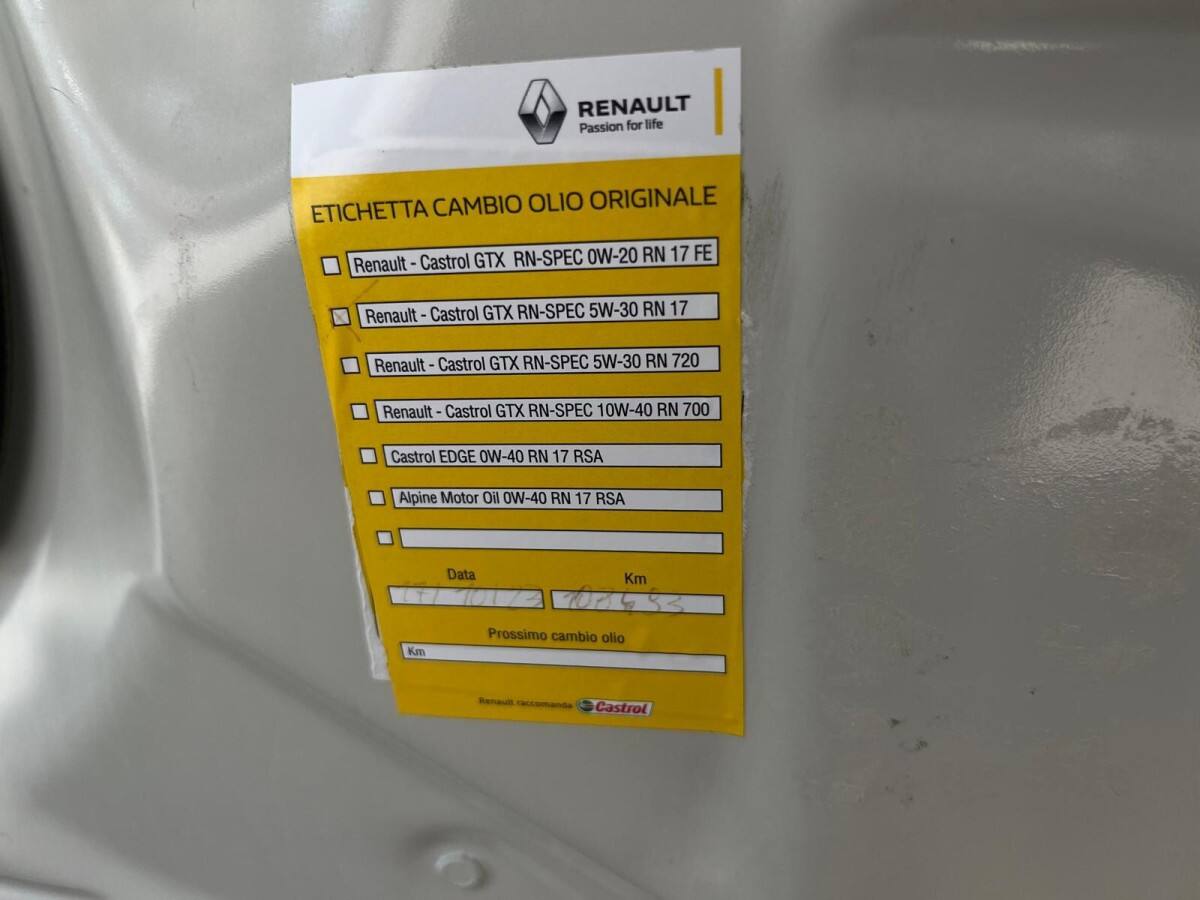 RENAULT
Passion for life
ETICHETTA CAMBIO OLIO ORIGINALE
Renault - Castrol GTX RN-SPEC 0W-20 RN 17 FE
Renault - Castrol GTX RN-SPEC 5W-30 RN 17
Renault - Castrol GTX RN-SPEC 5W-30 RN 720
Renault - Castrol GTX RN-SPEC 10W-40 RN 700
Castrol EDGE 0W-40 RN 17 RSA
Alpine Motor Oil 0W-40 RN 17 RSA
Data Km
17/10/23
Prossimo cambio olio
Km
Renault raccomanda Castrol